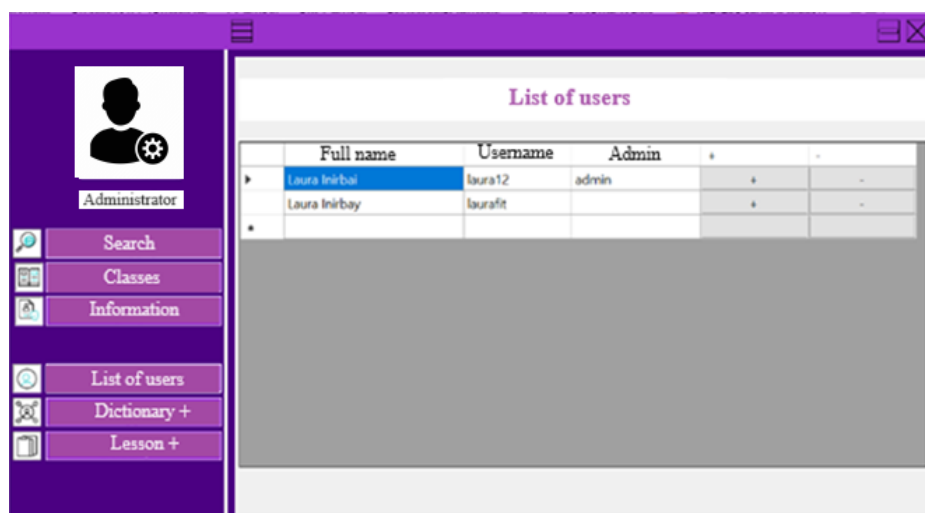 List of users
Full name Username Admin + -
Laura Inirbai laura12 admin + -
Laura Inirbay laurafit + -
Administrator
Search
Classes
Information
List of users
Dictionary +
Lesson +